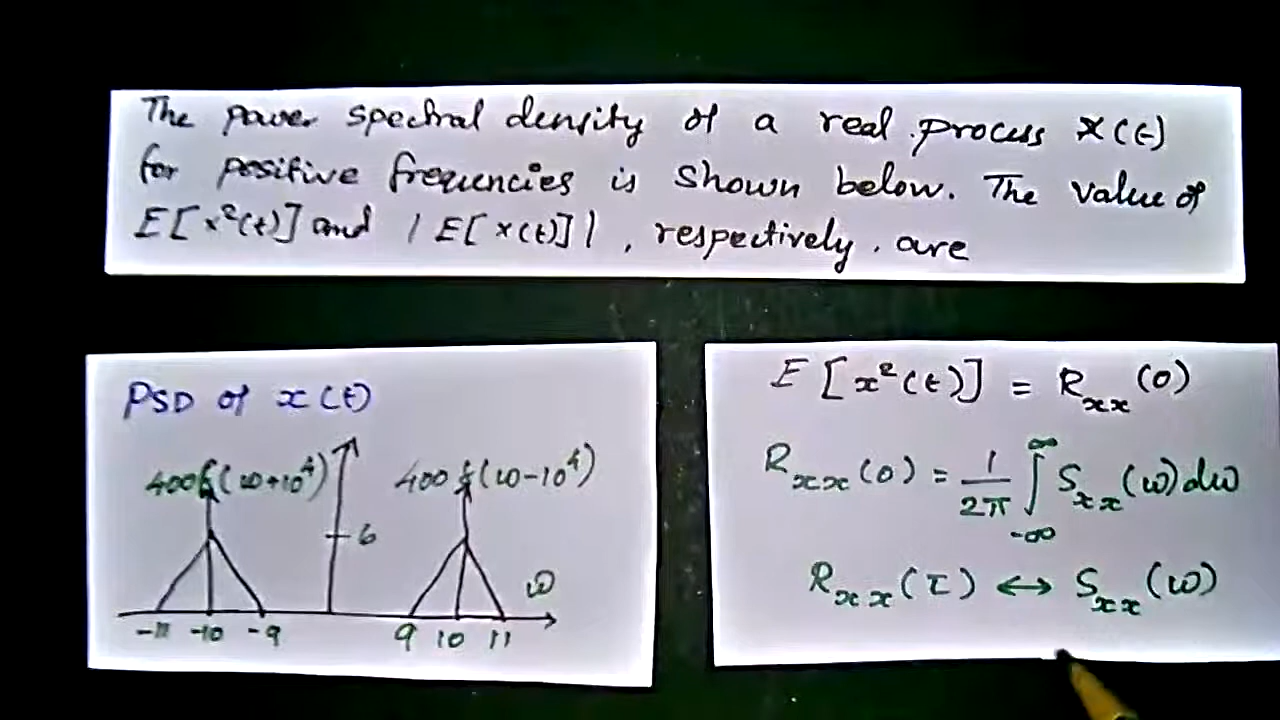 The power spectral density of a real process X(t)
for positive frequencies is shown below. The value of
E[x²(t)] and |E[x(t)]|, respectively, are
PSD of x(t)
400δ(ω+10⁴)
400δ(ω-10⁴)
6
ω
-11 -10 -9 9 10 11
E[x²(t)] = Rxx(0)
Rxx(0) = 1/2π ∫-∞^∞ Sxx(ω)dω
Rxx(τ) ↔ Sxx(ω)